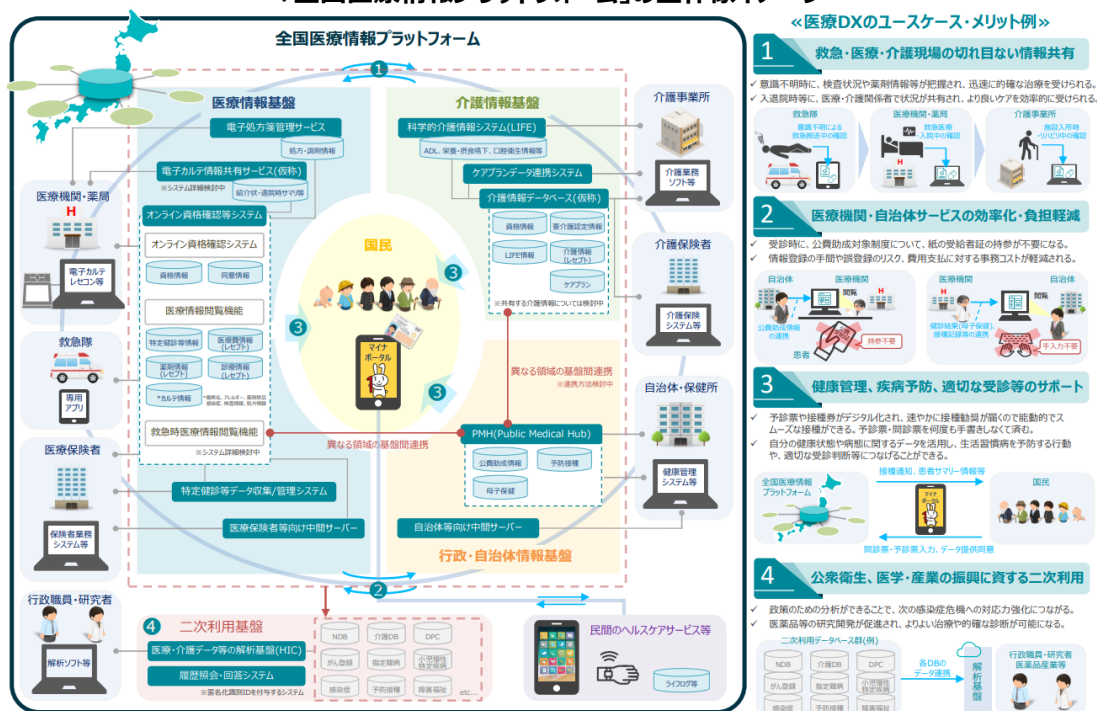 全国医療情報プラットフォーム
1
医療情報基盤
電子処方箋管理サービス
処方・調剤情報
電子カルテ情報共有サービス(仮称)
※システム詳細検討中
紹介状・退院時サマリ等
オンライン資格確認等システム
オンライン資格確認システム
資格情報
同意情報
医療情報閲覧機能
特定健診等情報
医療費情報
(レセプト)
薬剤情報
(レセプト)
診療情報
(レセプト)
*カルテ情報
救急時医療情報閲覧機能
※システム詳細検討中
特定健診等データ収集/管理システム
医療保険者等向け中間サーバー
介護情報基盤
科学的介護情報システム(LIFE)
ADL、栄養・摂食嚥下、口腔衛生情報等
ケアプランデータ連携システム
介護情報データベース(仮称)
資格情報
要介護認定情報
LIFE情報
介護情報
(レセプト)
ケアプラン
※共有する介護情報については検討中
国民
3
3
3
マイナ
ポータル
異なる領域の基盤間連携
※連携方法検討中
異なる領域の基盤間連携
PMH(Public Medical Hub)
公費助成情報
予防接種
母子保健
自治体等向け中間サーバー
行政・自治体情報基盤
2
医療機関・薬局
H
電子カルテ
レセコン等
救急隊
専用
アプリ
医療保険者
保険者業務
システム等
行政職員・研究者
解析ソフト等
介護事業所
介護業務
ソフト等
介護保険者
介護保険
システム等
自治体・保健所
健康管理
システム等
4 二次利用基盤
医療・介護データ等の解析基盤(HIC)
履歴照会・回答システム
※匿名化識別IDを付与するシステム
NDB
介護DB
DPC
がん登録
指定難病
小児慢性
特定疾病
感染症
予防接種
障害福祉
etc...
民間のヘルスケアサービス等
ライフログ等
≪医療DXのユースケース・メリット例≫
1 救急・医療・介護現場の切れ目ない情報共有
✓ 意識不明時に、検査状況や薬剤情報等が把握され、迅速に的確な治療を受けられる。
✓ 入退院時等に、医療・介護関係者で状況が共有され、より良いケアを効率的に受けられる。
救急隊
意識不明による
救急搬送中の確認
医療機関・薬局
救急医療
・入院中の確認
H
介護事業所
施設入所時
・リハビリ中の確認
2 医療機関・自治体サービスの効率化・負担軽減
✓ 受診時に、公費助成対象制度について、紙の受給者証の持参が不要になる。
✓ 情報登録の手間や誤登録のリスク、費用支払に対する事務コストが軽減される。
自治体
医療機関
閲覧
H
公費助成情報
の連携
患者
持参不要
医療機関
自治体
H
閲覧
健診結果(母子保健)、
接種記録等の連携
手入力不要
3 健康管理、疾病予防、適切な受診等のサポート
✓ 予診票や接種券がデジタル化され、速やかに接種勧奨が届くので能動的でス
ムーズな接種ができる。予診票・問診票を何度も手書きしなくて済む。
✓ 自分の健康状態や病態に関するデータを活用し、生活習慣病を予防する行動
や、適切な受診判断等につなげることができる。
接種通知、患者サマリー情報等
全国医療情報
プラットフォーム
マイナ
ポータル
国民
問診票・予診票入力、データ提供同意
4 公衆衛生、医学・産業の振興に資する二次利用
✓ 政策のための分析ができることで、次の感染症危機への対応力強化につながる。
✓ 医薬品等の研究開発が促進され、よりよい治療や的確な診断が可能になる。
二次利用データベース群(例)
NDB
介護DB
DPC
がん登録
指定難病
小児慢性
特定疾病
感染症
予防接種
障害福祉
各DBの
データ連携
解析基盤
行政職員・研究者
医薬品産業等